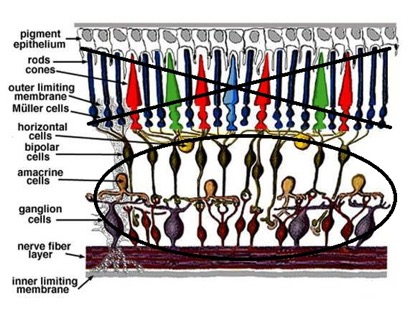 pigment
epithelium
rods
cones
outer limiting
membrane
Müller cells
horizontal
cells
bipolar
cells
amacrine
cells
ganglion
cells
nerve fiber
layer
inner limiting
membrane